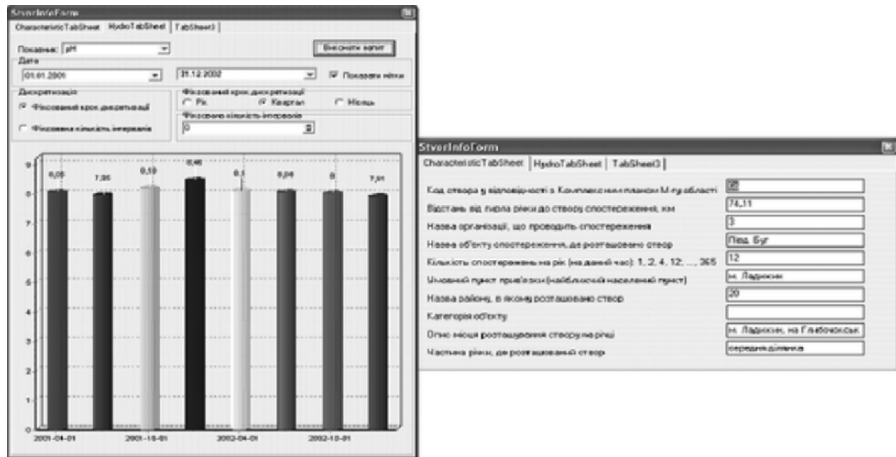 StvorInfoForm
CharacteristicTabSheet HydroTabSheet TabSheet3
Показник: pH
Виконати запит
Дата
01.01.2001
31.12.2002
Показати мітки
Дискретизація
Фіксований крок дискретизації
Фіксована кількість інтервалів
Фіксований крок дискретизації
Рік Квартал Місяць
Фіксована кількість інтервалів
0
9
8
7
6
5
4
3
2
1
0
8,05 7,95 8,19 8,46 8,1 8,06 8 7,91
2001-04-01 2001-10-01 2002-04-01 2002-10-01
StvorInfoForm
CharacteristicTabSheet HydroTabSheet TabSheet3
Код створа у відповідності з Комплексним планом М-гу області
Відстань від гирла річки до створу спостереження, км 74,11
Назва організації, що проводить спостереження 3
Назва об'єкту спостереження, де розташовано створ Півд. Буг
Кількість спостережень на рік (на даний час): 1, 2, 4, 12, ..., 365 12
Умовний пункт прив'язки (найближчий населений пункт) м. Ладижин
Назва району, в якому розташовано створ 20
Категорія об'єкту
Опис місця розташування створу на річці м. Ладижин, на Глибочокськ
Частина річки, де розташований створ середня ділянка